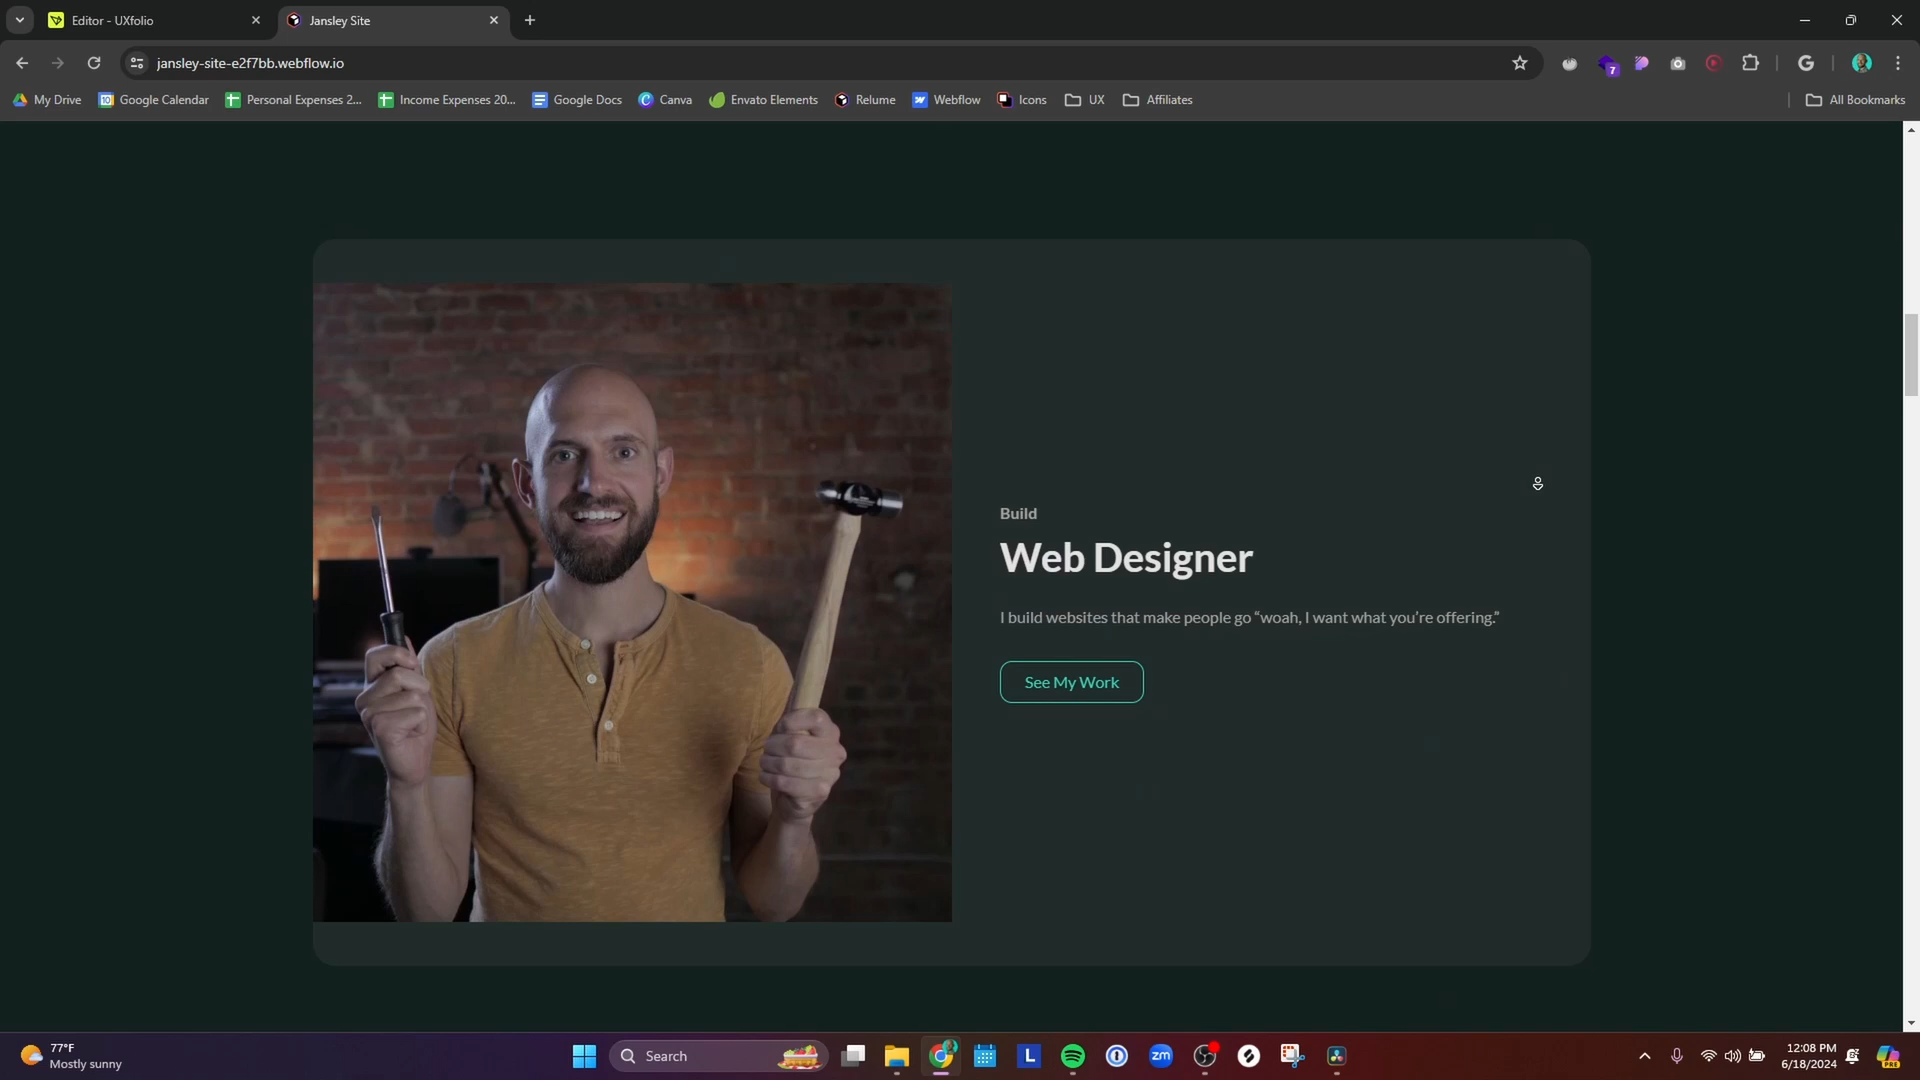 Editor - UXfolio
Jansley Site
jansley-site-e2f7bb.webflow.io
7
My Drive
Google Calendar
Personal Expenses 2...
Income Expenses 20...
Google Docs
Canva
Envato Elements
Relume
Webflow
Icons
UX
Affiliates
All Bookmarks
Build
Web Designer
I build websites that make people go “woah, I want what you’re offering.”
See My Work
77°F
Mostly sunny
Search
L
zm
12:08 PM
6/18/2024
PRE